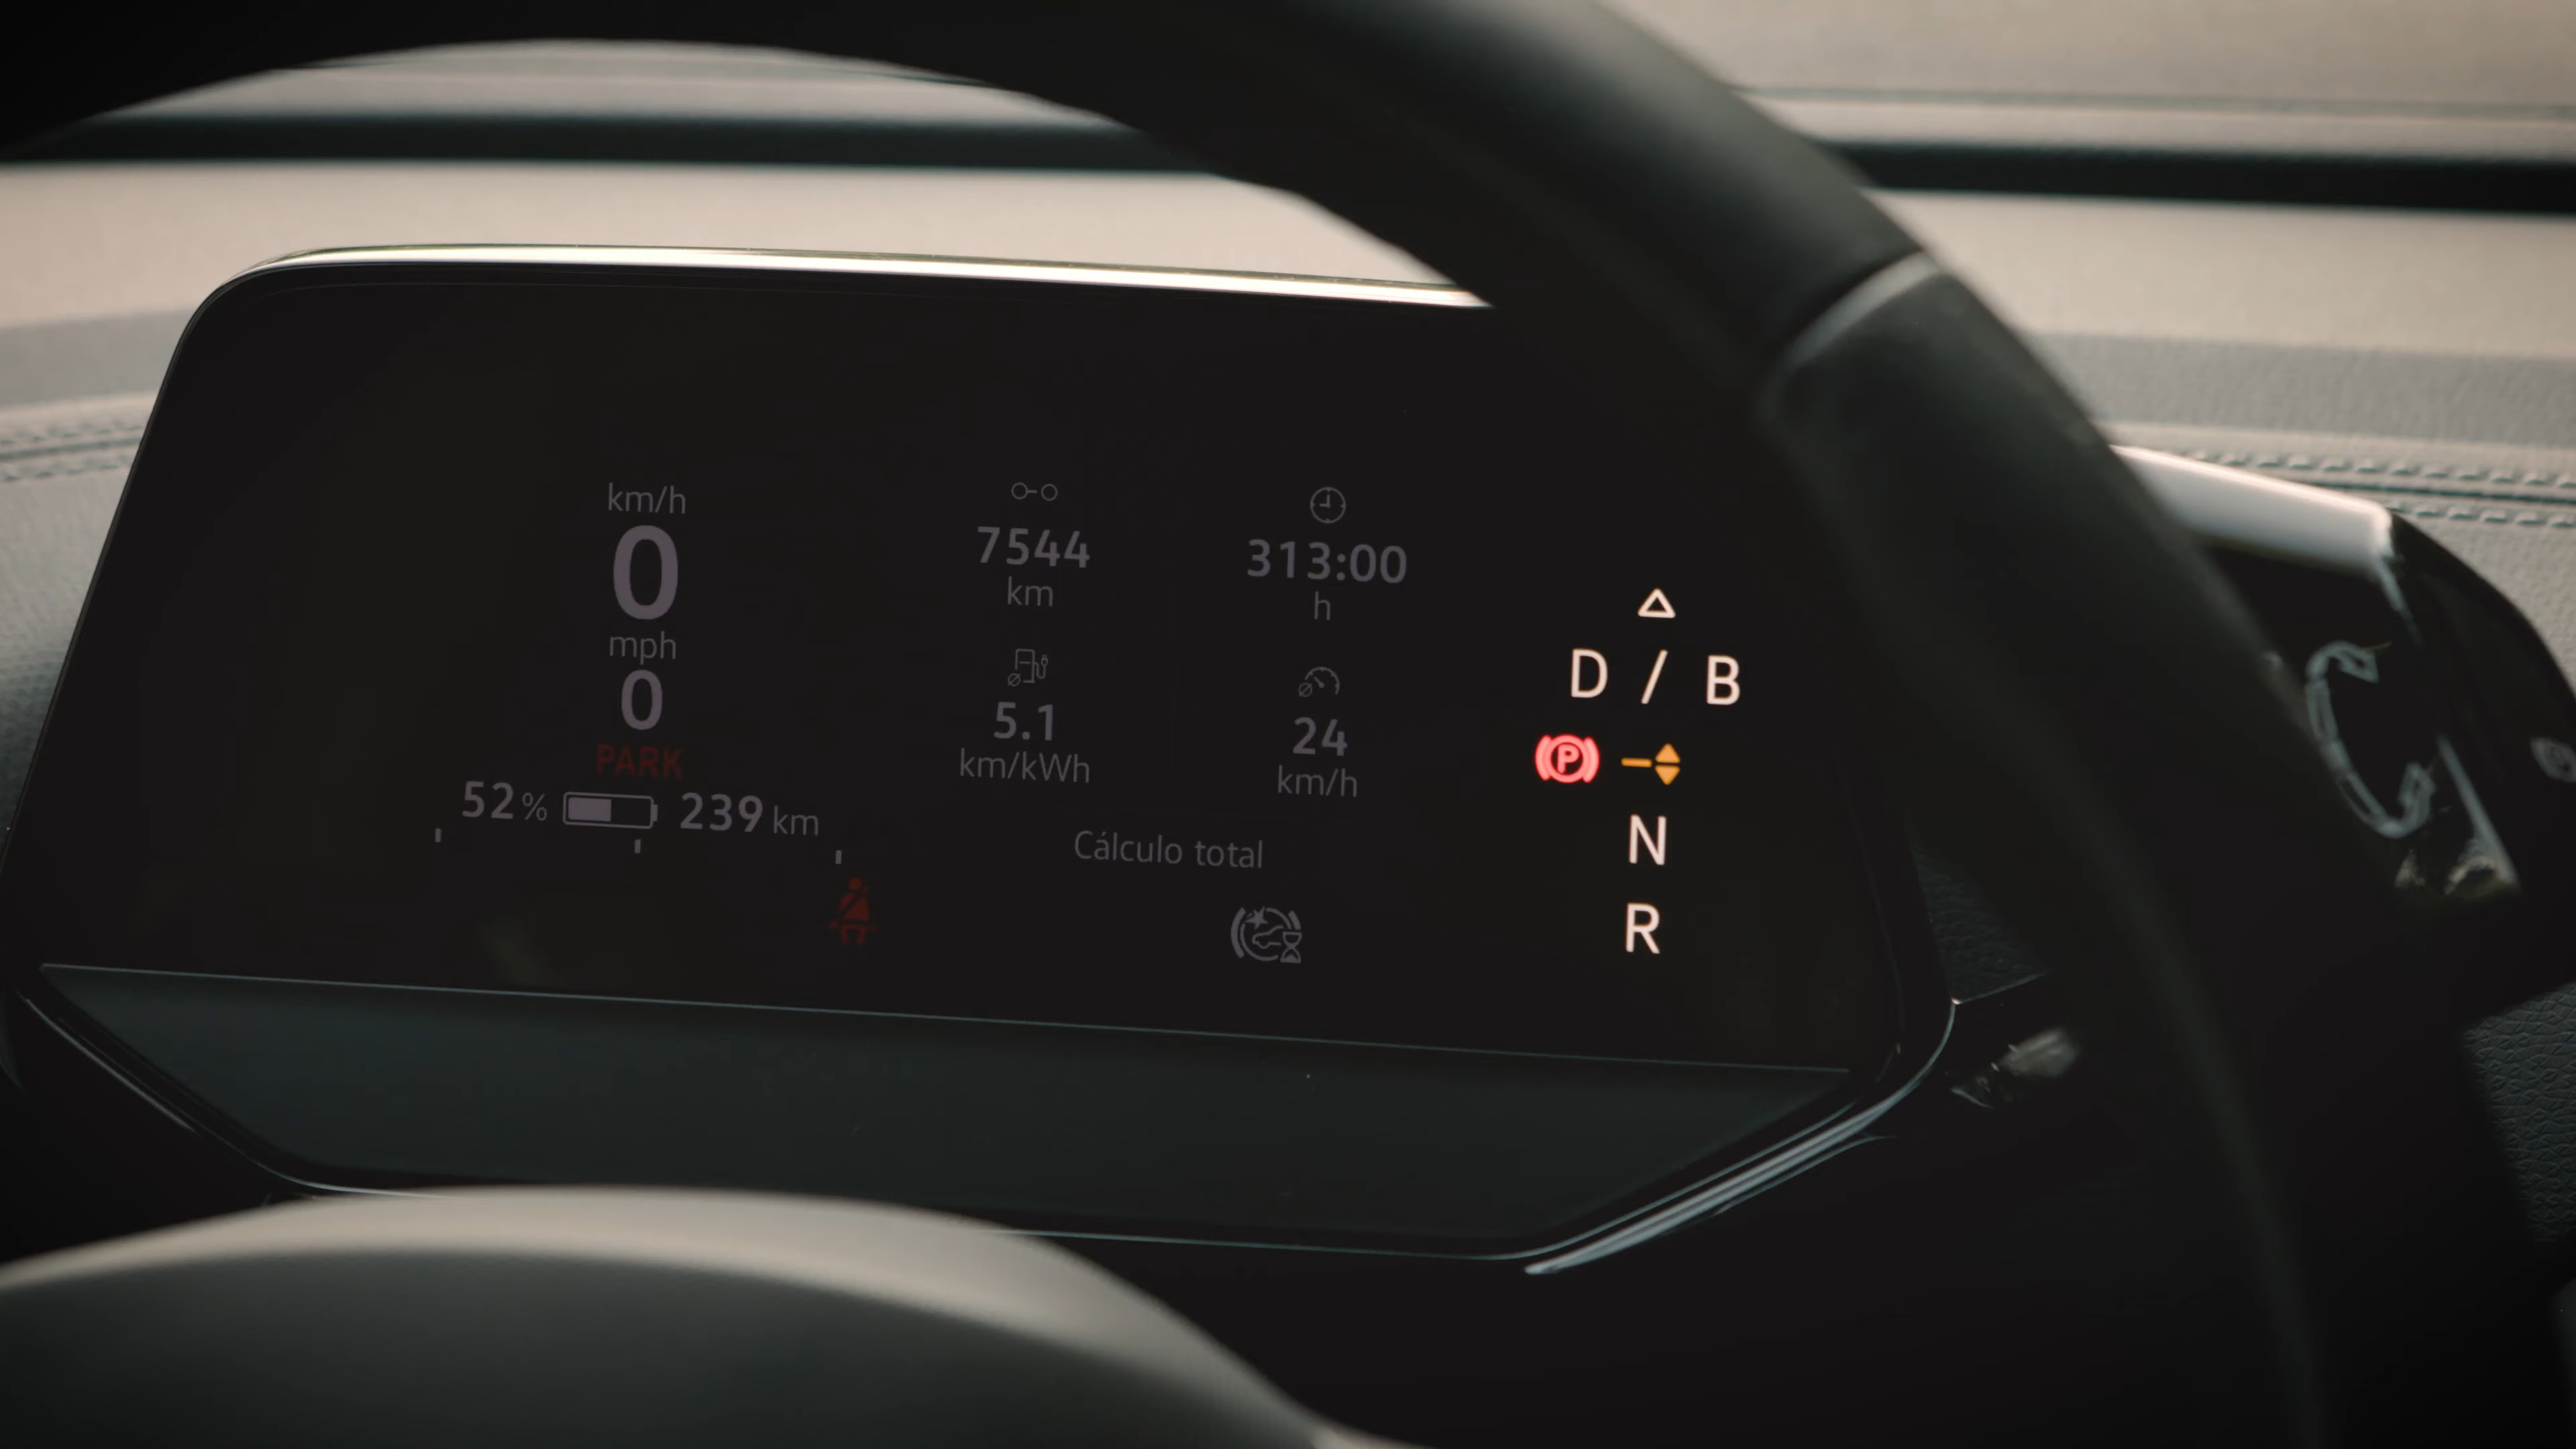 km/h
0
mph
0
PARK
52% 239 km
7544
km
313:00
h
5.1
km/kWh
24
km/h
Cálculo total
D / B
P
N
R